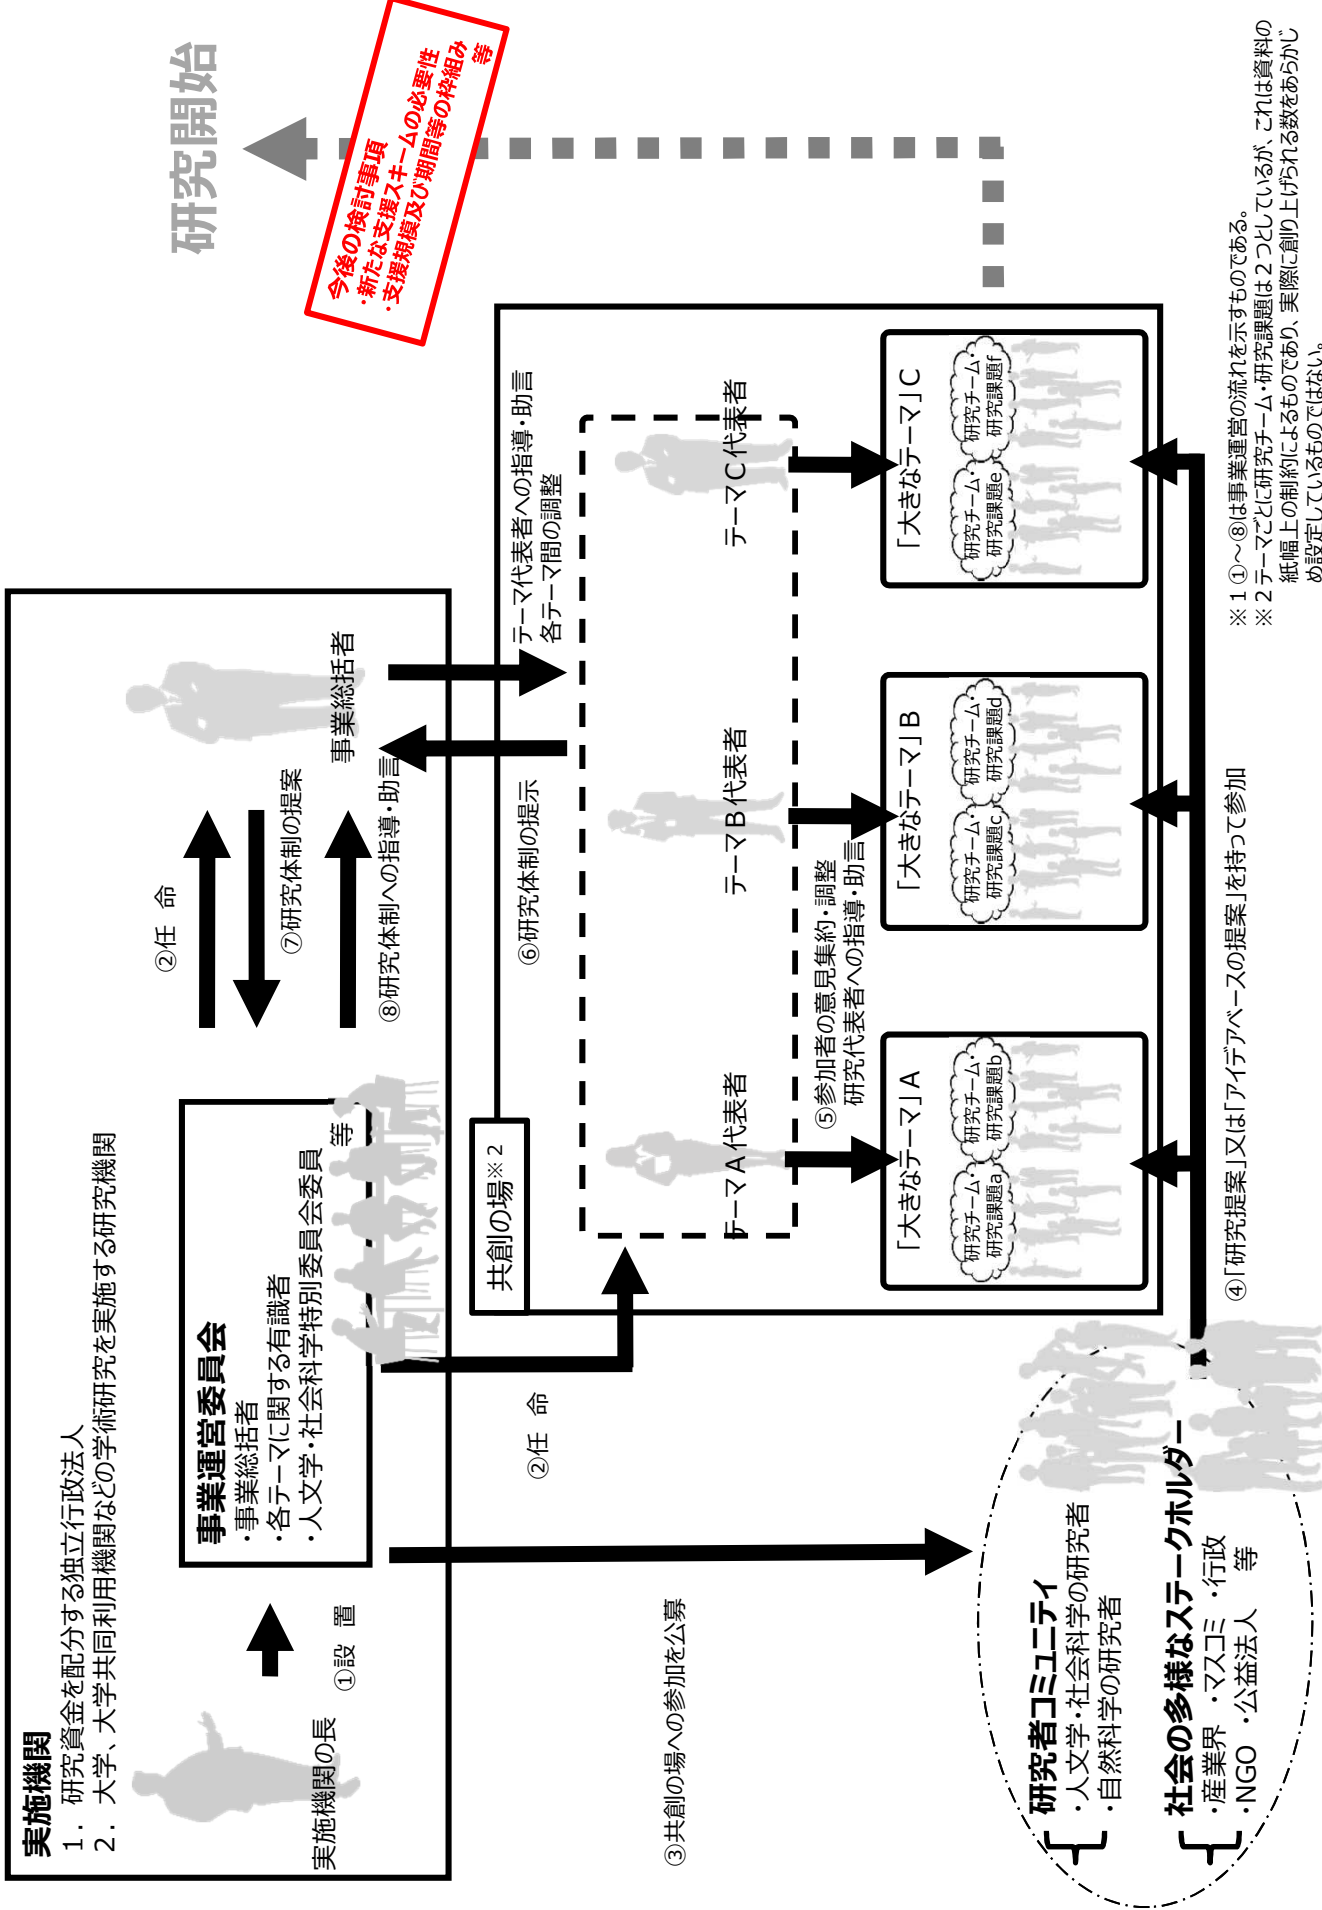 実施機関
1. 研究資金を配分する独立行政法人
2. 大学、大学共同利用機関などの学術研究を実施する研究機関
実施機関の長
①設　置
事業運営委員会
・事業総括者
・各テーマに関する有識者
・人文学・社会科学特別委員会委員　等
②任　命
⑦研究体制の提案
⑧研究体制への指導・助言
事業総括者
研究開始
今後の検討事項
・新たな支援スキームの必要性
・支援規模及び期間等の枠組み
等
③共創の場への参加を公募
②任　命
共創の場※２
⑥研究体制の提示
テーマ代表者への指導・助言
各テーマ間の調整
テーマＡ代表者
テーマＢ代表者
テーマＣ代表者
⑤参加者の意見集約・調整
研究代表者への指導・助言
「大きなテーマ」Ａ
研究チーム・
研究課題a
研究チーム・
研究課題b
「大きなテーマ」Ｂ
研究チーム・
研究課題c
研究チーム・
研究課題d
「大きなテーマ」Ｃ
研究チーム・
研究課題e
研究チーム・
研究課題f
研究者コミュニティ
・人文学・社会科学の研究者
・自然科学の研究者
社会の多様なステークホルダー
・産業界　・マスコミ　・行政
・NGO　・公益法人　等
④「研究提案」又は「アイデアベースの提案」を持って参加
※１①～⑧は事業運営の流れを示すものである。
※２テーマごとに研究チーム・研究課題は２つとしているが、これは資料の
紙幅上の制約によるものであり、実際に創り上げられる数をあらかじ
め設定しているものではない。